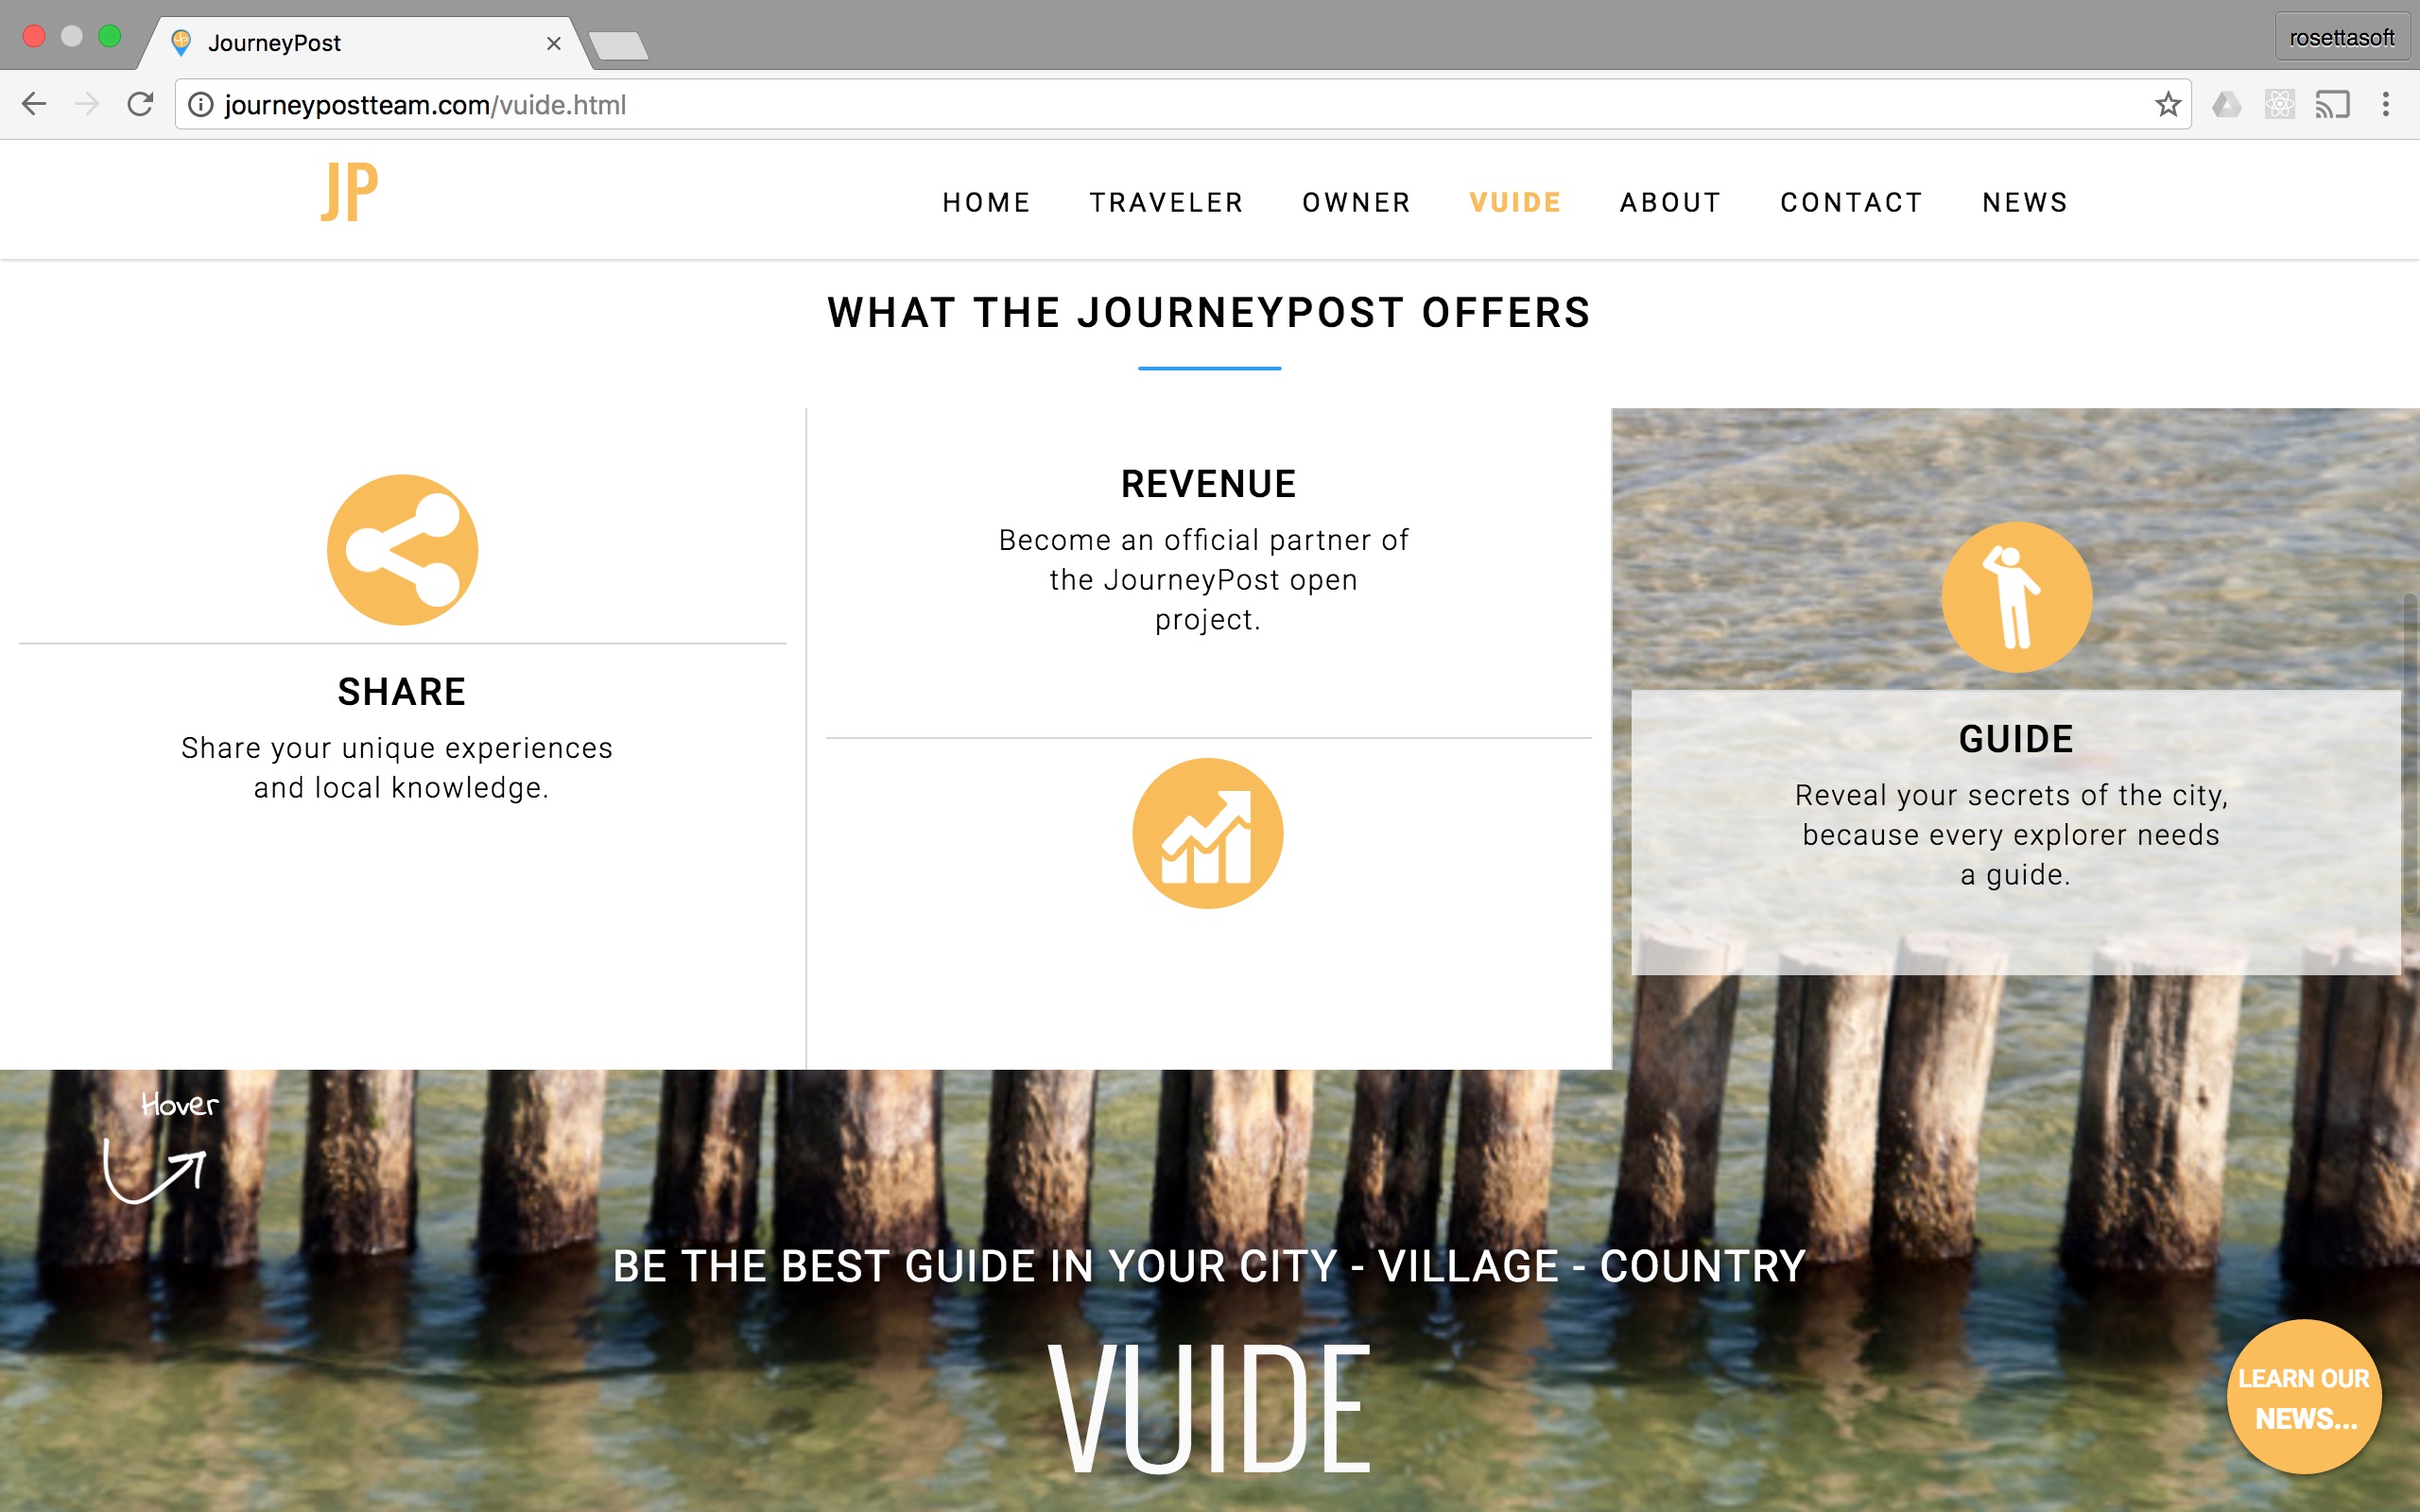 JourneyPost
rosettasoft
journeypostteam.com/vuide.html
JP
HOME TRAVELER OWNER VUIDE ABOUT CONTACT NEWS
WHAT THE JOURNEYPOST OFFERS
SHARE
Share your unique experiences
and local knowledge.
REVENUE
Become an official partner of
the JourneyPost open
project.
GUIDE
Reveal your secrets of the city,
because every explorer needs
a guide.
Hover
BE THE BEST GUIDE IN YOUR CITY - VILLAGE - COUNTRY
VUIDE
LEARN OUR
NEWS...